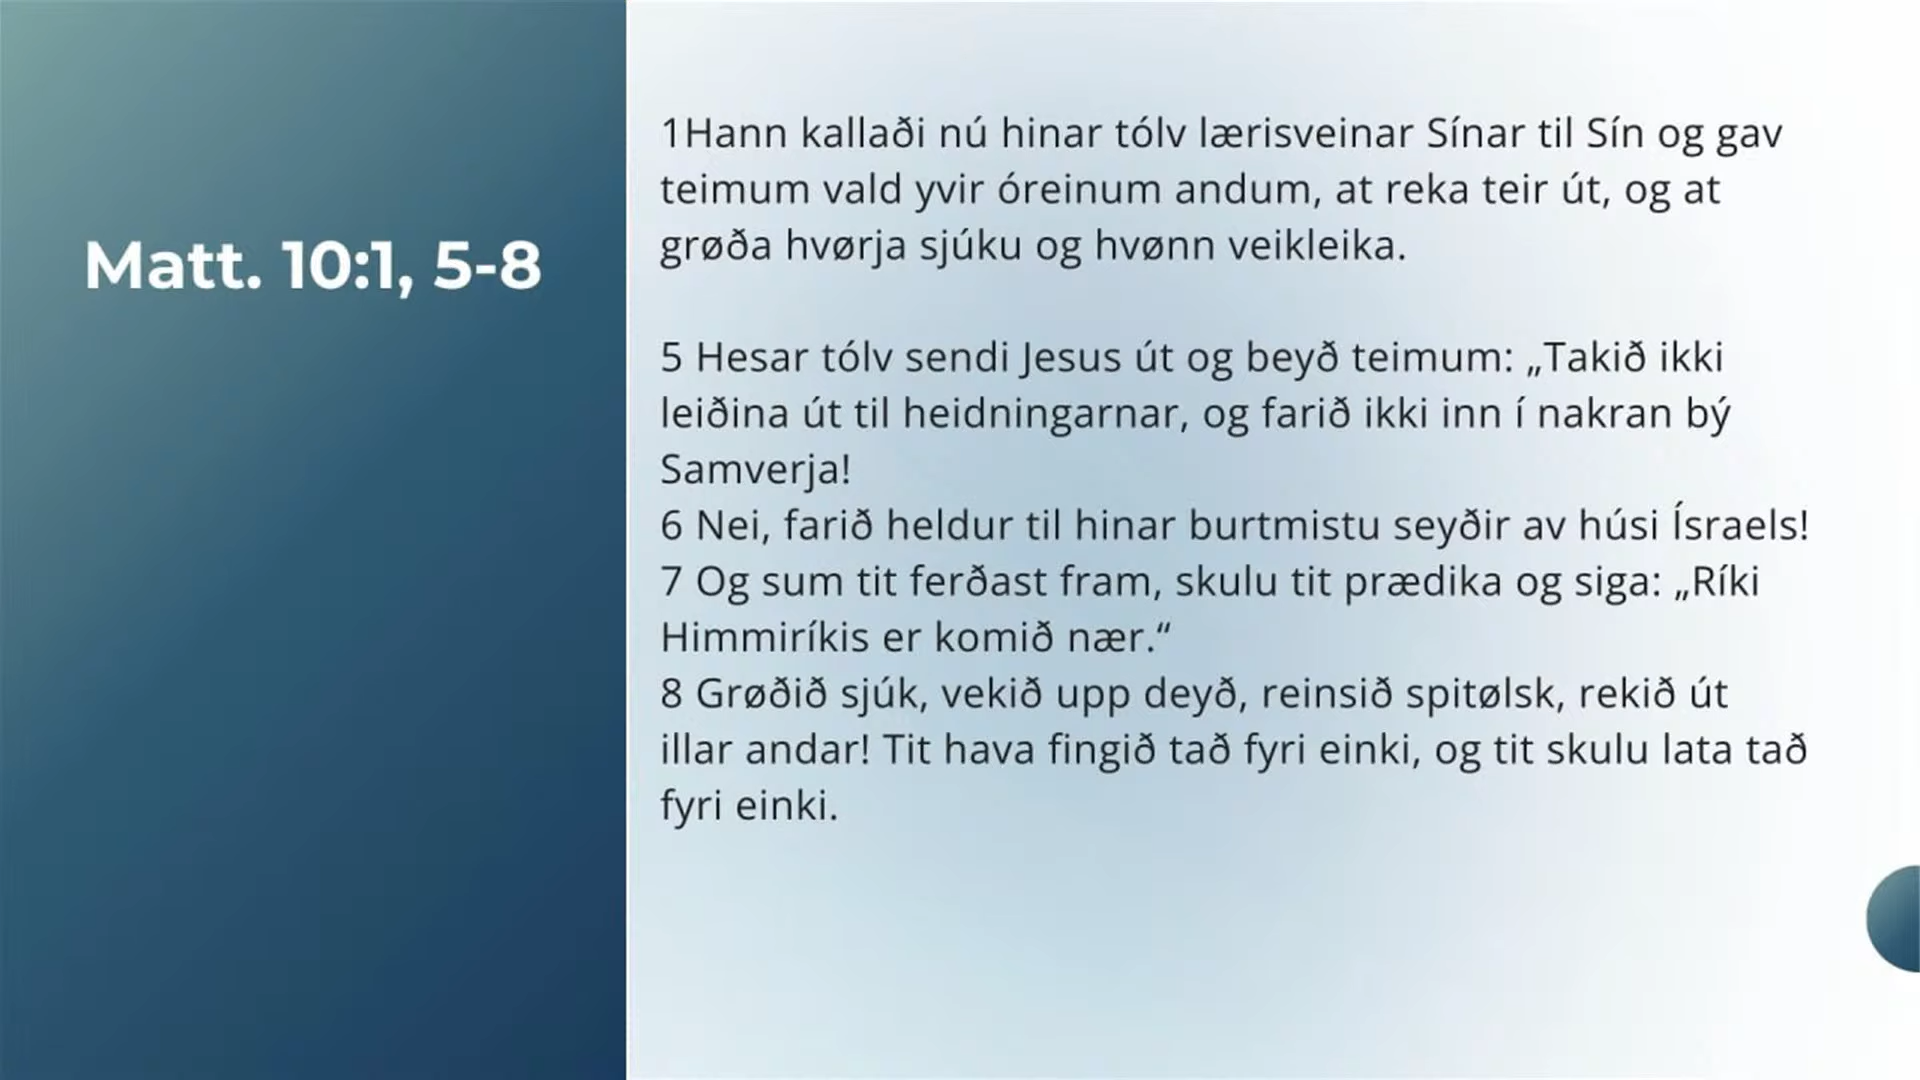 Matt. 10:1, 5-8
1Hann kallaði nú hinar tólv lærisveinar Sínar til Sín og gav
teimum vald yvir óreinum andum, at reka teir út, og at
grøða hvørja sjúku og hvønn veikleika.
5 Hesar tólv sendi Jesus út og beyð teimum: „Takið ikki
leiðina út til heidningarnar, og farið ikki inn í nakran bý
Samverja!
6 Nei, farið heldur til hinar burtmistu seyðir av húsi Ísraels!
7 Og sum tit ferðast fram, skulu tit prædika og siga: „Ríki
Himmiríkis er komið nær.“
8 Grøðið sjúk, vekið upp deyð, reinsið spitølsk, rekið út
illar andar! Tit hava fingið tað fyri einki, og tit skulu lata tað
fyri einki.